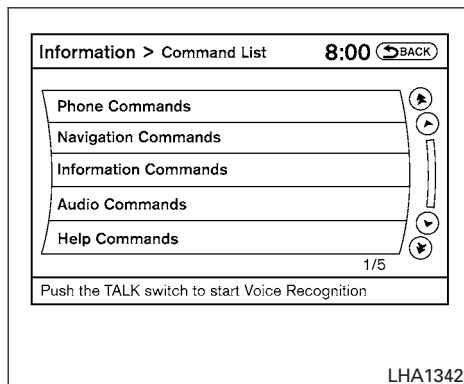 Information > Command List 8:00 BACK
Phone Commands
Navigation Commands
Information Commands
Audio Commands
Help Commands
1/5
Push the TALK switch to start Voice Recognition
LHA1342